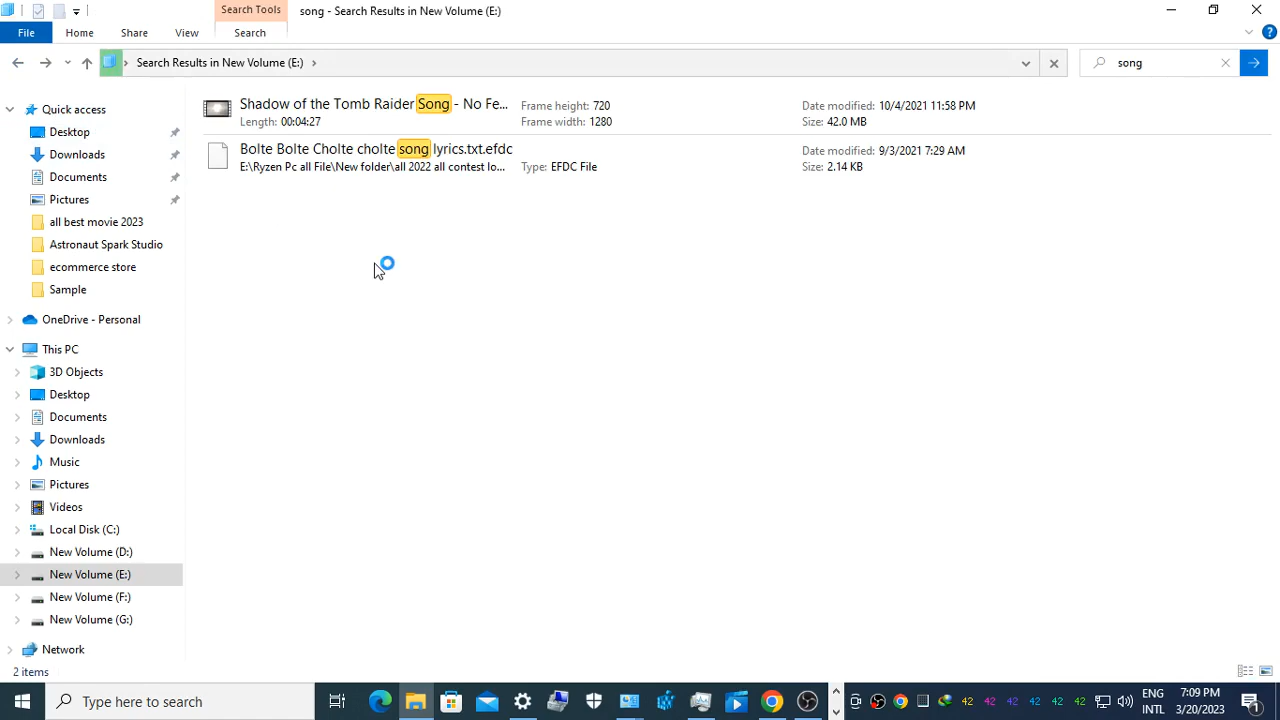 Search Tools
song - Search Results in New Volume (E:)
File
Home
Share
View
Search
Search Results in New Volume (E:)
song
Quick access
Desktop
Downloads
Documents
Pictures
all best movie 2023
Astronaut Spark Studio
ecommerce store
Sample
OneDrive - Personal
This PC
3D Objects
Desktop
Documents
Downloads
Music
Pictures
Videos
Local Disk (C:)
New Volume (D:)
New Volume (E:)
New Volume (F:)
New Volume (G:)
Network
Shadow of the Tomb Raider Song - No Fe...
Length: 00:04:27
Frame height: 720
Frame width: 1280
Date modified: 10/4/2021 11:58 PM
Size: 42.0 MB
Bolte Bolte Cholte cholte song lyrics.txt.efdc
E:\Ryzen Pc all File\New folder\all 2022 all contest lo...
Type: EFDC File
Date modified: 9/3/2021 7:29 AM
Size: 2.14 KB
2 items
Type here to search
42 42 42 42 42 42
ENG
INTL
7:09 PM
3/20/2023
1